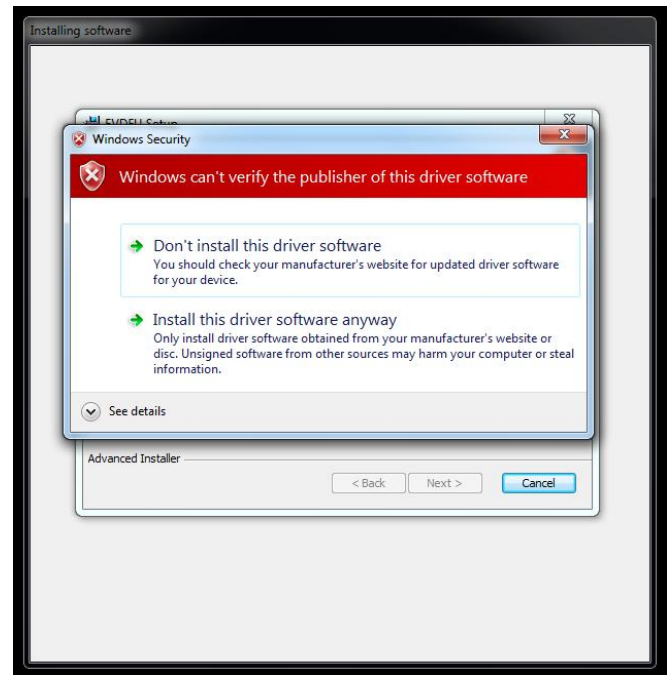 Installing software
Setup
Windows Security
Windows can't verify the publisher of this driver software
Don't install this driver software
You should check your manufacturer's website for updated driver software
for your device.
Install this driver software anyway
Only install driver software obtained from your manufacturer's website or
disc. Unsigned software from other sources may harm your computer or steal
information.
See details
Advanced Installer
< Back
Next >
Cancel